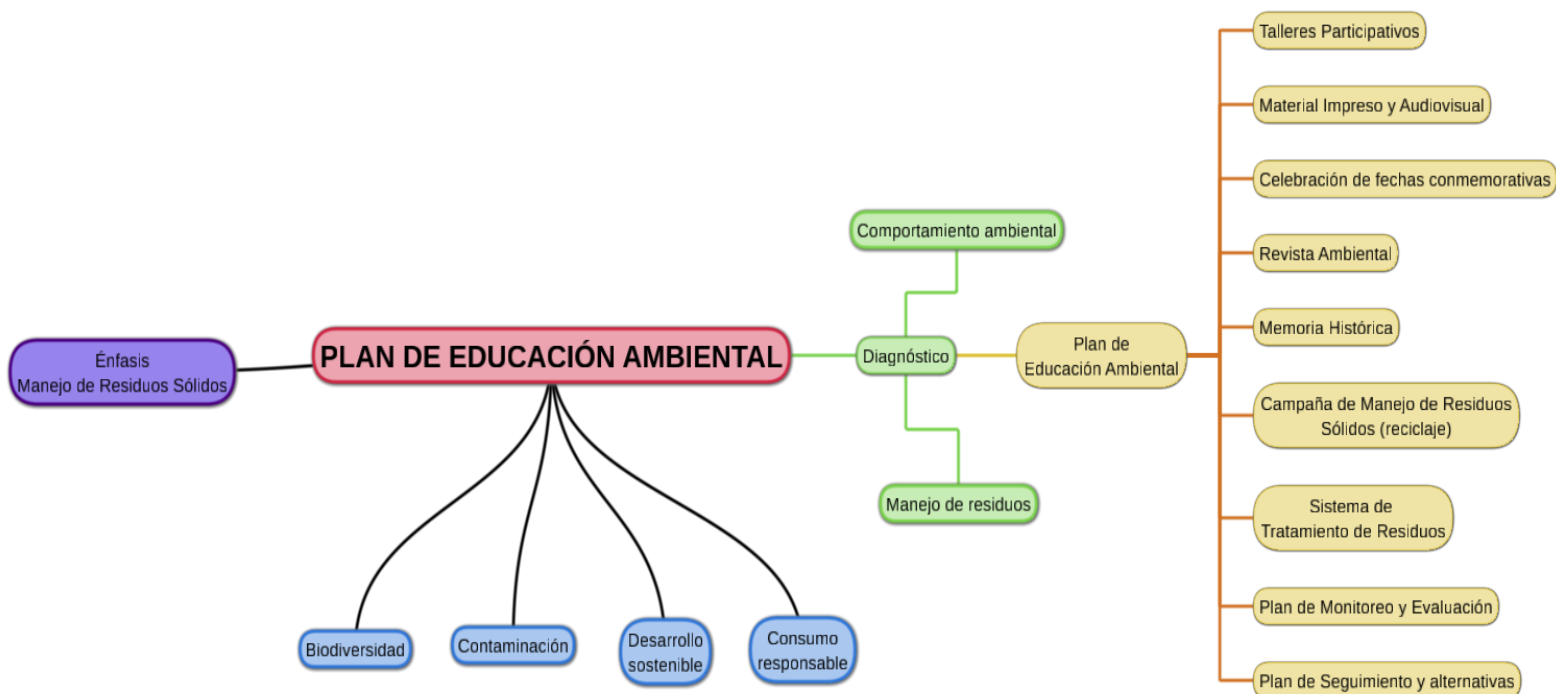 Talleres Participativos
Material Impreso y Audiovisual
Celebración de fechas conmemorativas
Comportamiento ambiental
Revista Ambiental
Memoria Histórica
Énfasis
Manejo de Residuos Sólidos
PLAN DE EDUCACIÓN AMBIENTAL
Diagnóstico
Plan de
Educación Ambiental
Campaña de Manejo de Residuos
Sólidos (reciclaje)
Manejo de residuos
Sistema de
Tratamiento de Residuos
Plan de Monitoreo y Evaluación
Biodiversidad
Contaminación
Desarrollo
sostenible
Consumo
responsable
Plan de Seguimiento y alternativas